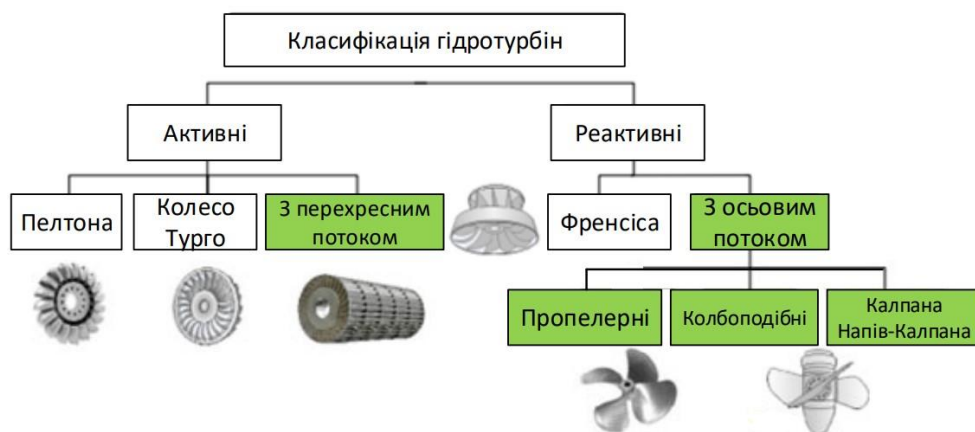 Класифікація гідротурбін
Активні
Реактивні
Пелтона
Колесо
Турго
З перехресним
потоком
Френсіса
З осьовим
потоком
Пропелерні
Колбоподібні
Калпана
Напів-Калпана